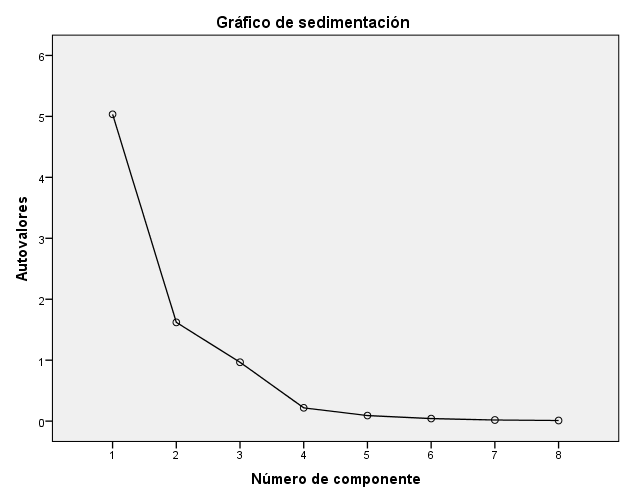 Gráfico de sedimentación
6
5
4
3
2
1
0
Autovalores
1 2 3 4 5 6 7 8
Número de componente